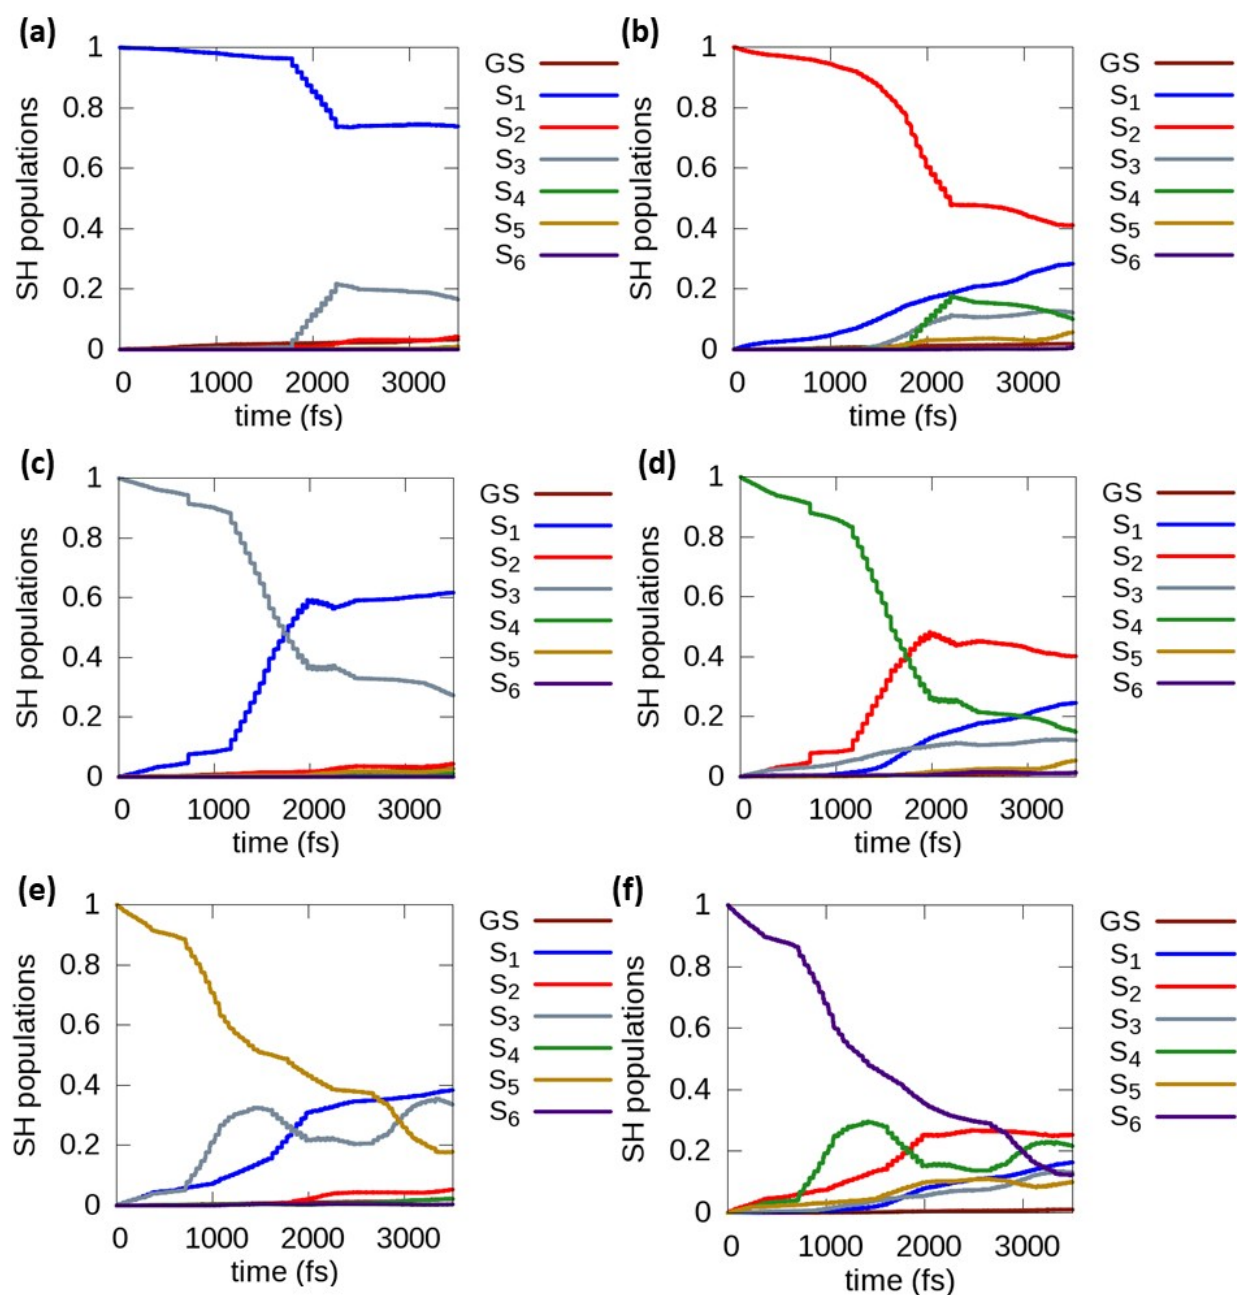 (a)
1
0.8
0.6
0.4
0.2
0
SH populations
0 1000 2000 3000
time (fs)
GS
S1
S2
S3
S4
S5
S6
(b)
1
0.8
0.6
0.4
0.2
0
SH populations
0 1000 2000 3000
time (fs)
GS
S1
S2
S3
S4
S5
S6
(c)
1
0.8
0.6
0.4
0.2
0
SH populations
0 1000 2000 3000
time (fs)
GS
S1
S2
S3
S4
S5
S6
(d)
1
0.8
0.6
0.4
0.2
0
SH populations
0 1000 2000 3000
time (fs)
GS
S1
S2
S3
S4
S5
S6
(e)
1
0.8
0.6
0.4
0.2
0
SH populations
0 1000 2000 3000
time (fs)
GS
S1
S2
S3
S4
S5
S6
(f)
1
0.8
0.6
0.4
0.2
0
SH populations
0 1000 2000 3000
time (fs)
GS
S1
S2
S3
S4
S5
S6